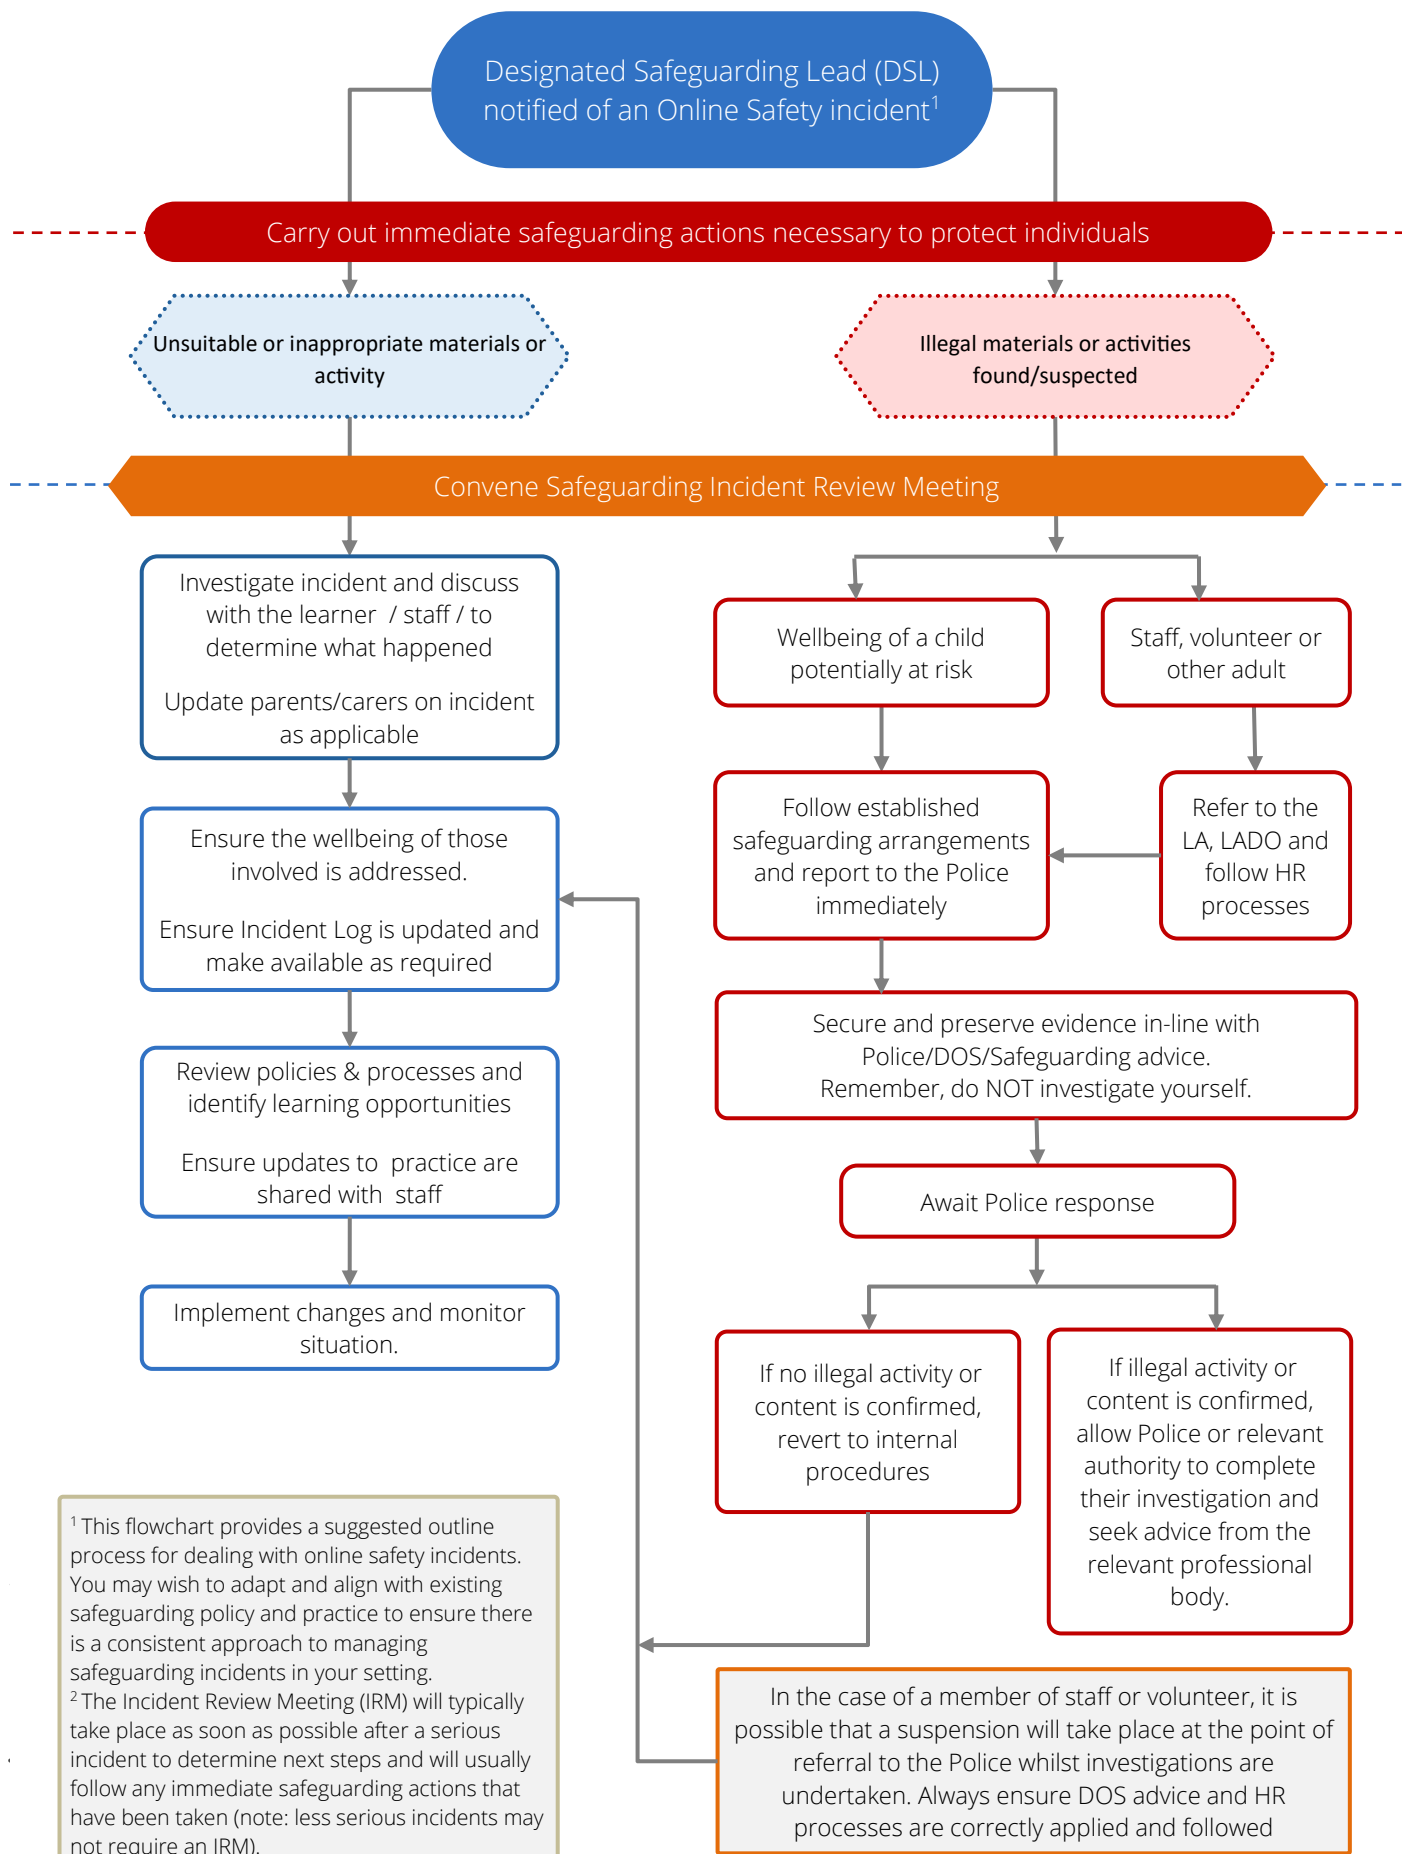 Designated Safeguarding Lead (DSL)
notified of an Online Safety incident¹
Carry out immediate safeguarding actions necessary to protect individuals
Unsuitable or inappropriate materials or
activity
Illegal materials or activities
found/suspected
Convene Safeguarding Incident Review Meeting
Investigate incident and discuss
with the learner / staff / to
determine what happened
Update parents/carers on incident
as applicable
Wellbeing of a child
potentially at risk
Staff, volunteer or
other adult
Ensure the wellbeing of those
involved is addressed.
Ensure Incident Log is updated and
make available as required
Follow established
safeguarding arrangements
and report to the Police
immediately
Refer to the
LA, LADO and
follow HR
processes
Secure and preserve evidence in-line with
Police/DOS/Safeguarding advice.
Remember, do NOT investigate yourself.
Review policies & processes and
identify learning opportunities
Ensure updates to practice are
shared with staff
Await Police response
Implement changes and monitor
situation.
If no illegal activity or
content is confirmed,
revert to internal
procedures
If illegal activity or
content is confirmed,
allow Police or relevant
authority to complete
their investigation and
seek advice from the
relevant professional
body.
¹ This flowchart provides a suggested outline
process for dealing with online safety incidents.
You may wish to adapt and align with existing
safeguarding policy and practice to ensure there
is a consistent approach to managing
safeguarding incidents in your setting.
² The Incident Review Meeting (IRM) will typically
take place as soon as possible after a serious
incident to determine next steps and will usually
follow any immediate safeguarding actions that
have been taken (note: less serious incidents may
not require an IRM).
In the case of a member of staff or volunteer, it is
possible that a suspension will take place at the point of
referral to the Police whilst investigations are
undertaken. Always ensure DOS advice and HR
processes are correctly applied and followed